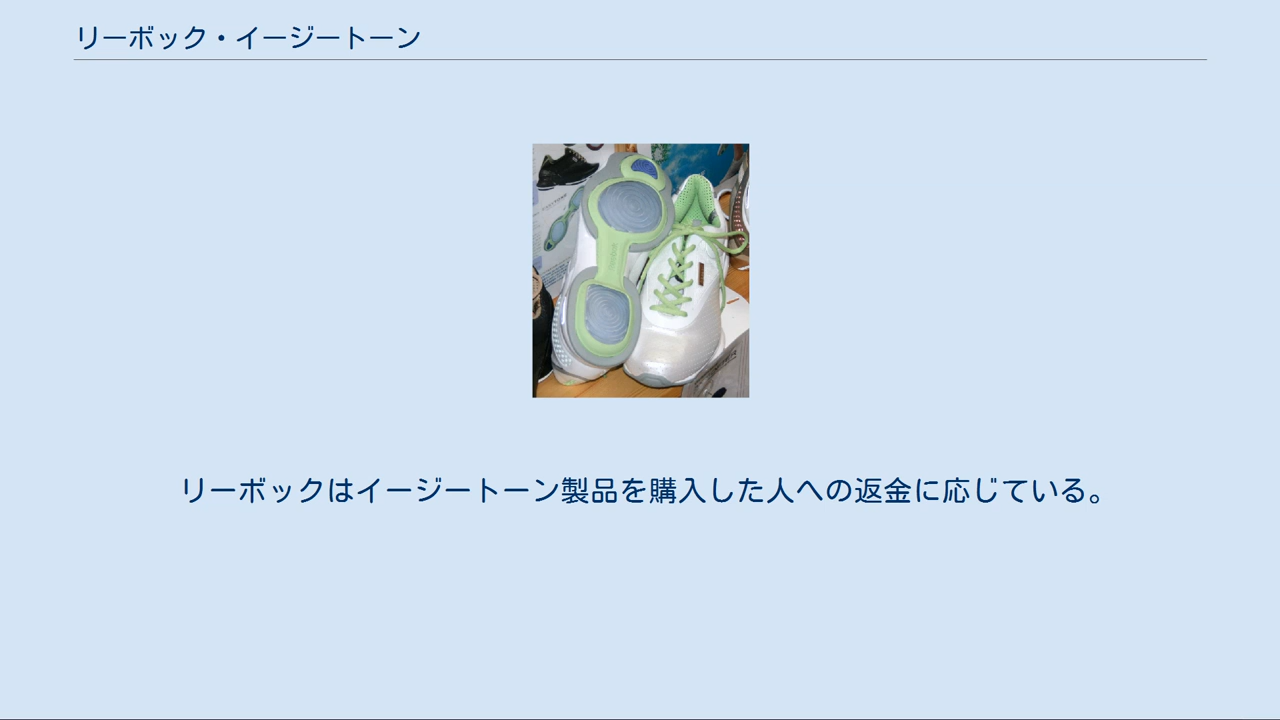 リーボック・イージートーン
リーボックはイージートーン製品を購入した人への返金に応じている。